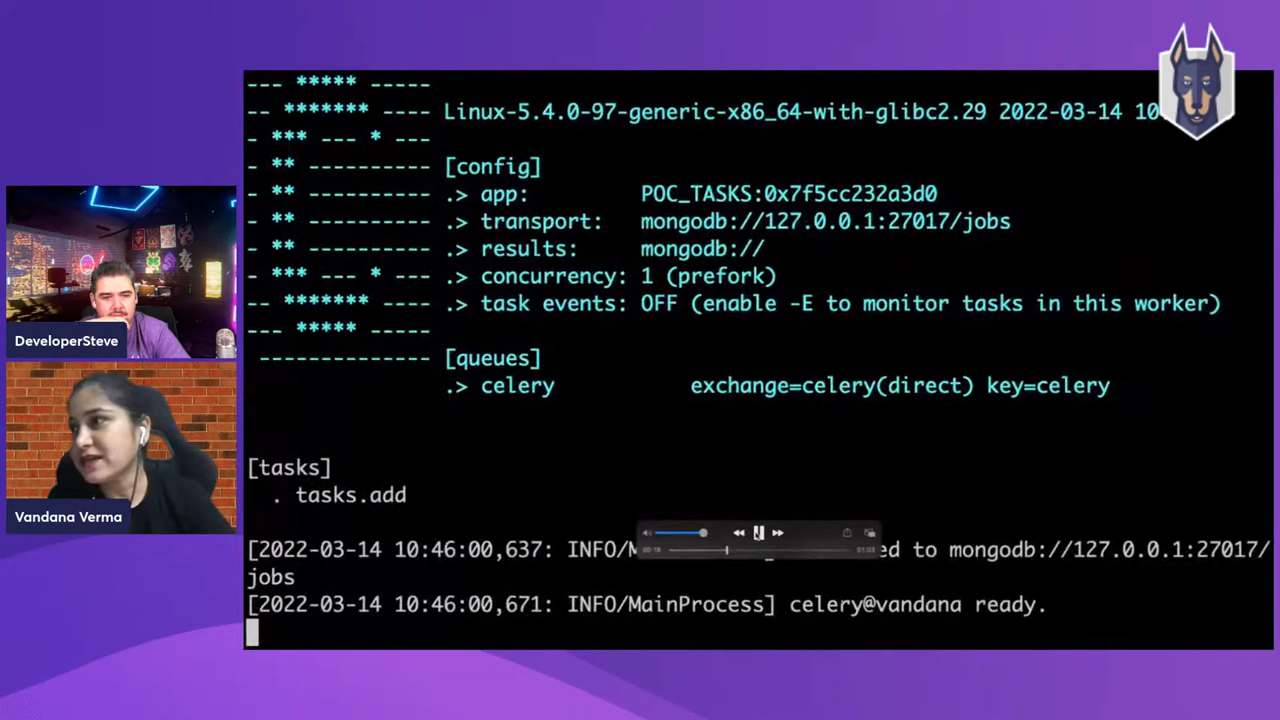 --- ***** -----
-- ******* ---- Linux-5.4.0-97-generic-x86_64-with-glibc2.29 2022-03-14
- *** --- * ---
- ** ---------- [config]
- ** ---------- .> app: POC_TASKS:0x7f5cc232a3d0
- ** ---------- .> transport: mongodb://127.0.0.1:27017/jobs
- ** ---------- .> results: mongodb://
- *** --- * --- .> concurrency: 1 (prefork)
-- ******* ---- .> task events: OFF (enable -E to monitor tasks in this worker)
--- ***** -----
-------------- [queues]
.> celery exchange=celery(direct) key=celery
[tasks]
. tasks.add
[2022-03-14 10:46:00,637: to mongodb://127.0.0.1:27017/
jobs
[2022-03-14 10:46:00,671: INFO/MainProcess] celery@vandana ready.
DeveloperSteve
Vandana Verma